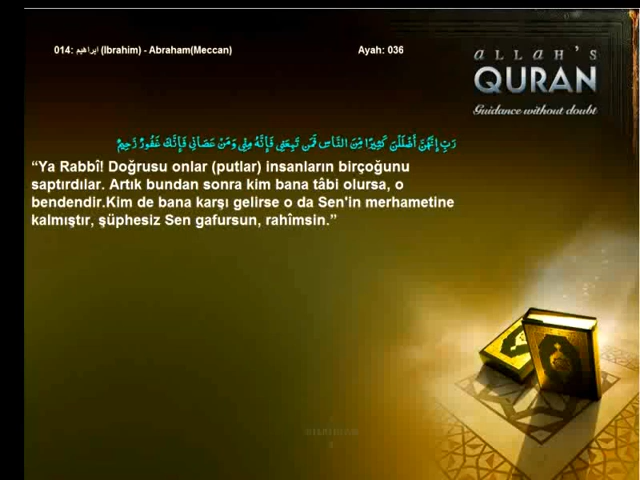 014: ابراهيم (Ibrahim) - Abraham(Meccan) Ayah: 036
ALLAH'S
QURAN
Guidance without doubt
رَبِّ إِنَّهُنَّ أَضْلَلْنَ كَثِيرًا مِّنَ النَّاسِ فَمَن تَبِعَنِي فَإِنَّهُ مِنِّي وَمَنْ عَصَانِي فَإِنَّكَ غَفُورٌ رَّحِيمٌ
“Ya Rabbî! Doğrusu onlar (putlar) insanların birçoğunu
saptırdılar. Artık bundan sonra kim bana tâbi olursa, o
bendendir.Kim de bana karşı gelirse o da Sen'in merhametine
kalmıştır, şüphesiz Sen gafursun, rahîmsin.”